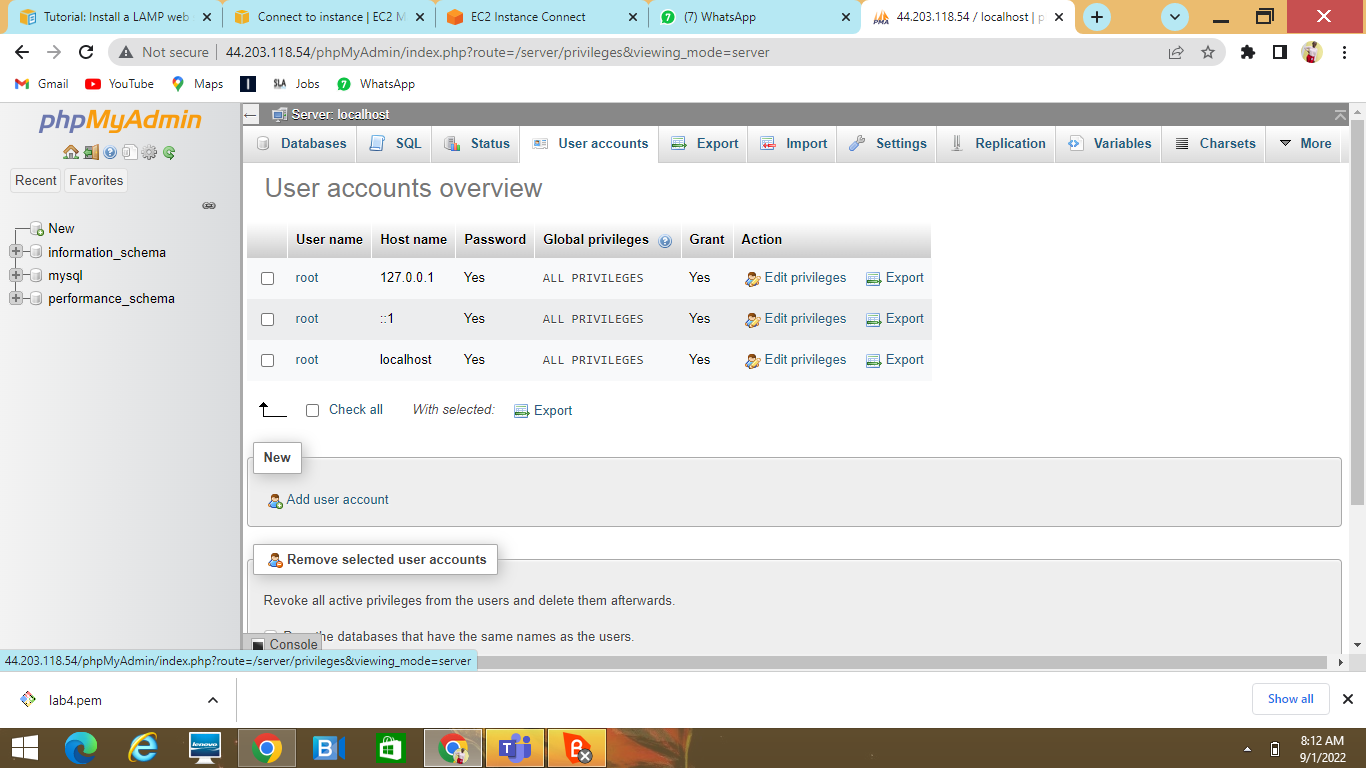 Tutorial: Install a LAMP web
Connect to instance | EC2 M
EC2 Instance Connect
(7) WhatsApp
44.203.118.54 / localhost | p
Not secure
44.203.118.54/phpMyAdmin/index.php?route=/server/privileges&viewing_mode=server
Gmail
YouTube
Maps
Jobs
WhatsApp
phpMyAdmin
Recent
Favorites
New
information_schema
mysql
performance_schema
Server: localhost
Databases
SQL
Status
User accounts
Export
Import
Settings
Replication
Variables
Charsets
More
User accounts overview
User name Host name Password Global privileges Grant Action
root 127.0.0.1 Yes ALL PRIVILEGES Yes Edit privileges Export
root ::1 Yes ALL PRIVILEGES Yes Edit privileges Export
root localhost Yes ALL PRIVILEGES Yes Edit privileges Export
Check all With selected: Export
New
Add user account
Remove selected user accounts
Revoke all active privileges from the users and delete them afterwards.
the databases that have the same names as the users.
Console
44.203.118.54/phpMyAdmin/index.php?route=/server/privileges&viewing_mode=server
lab4.pem
Show all
lenovo
8:12 AM
9/1/2022